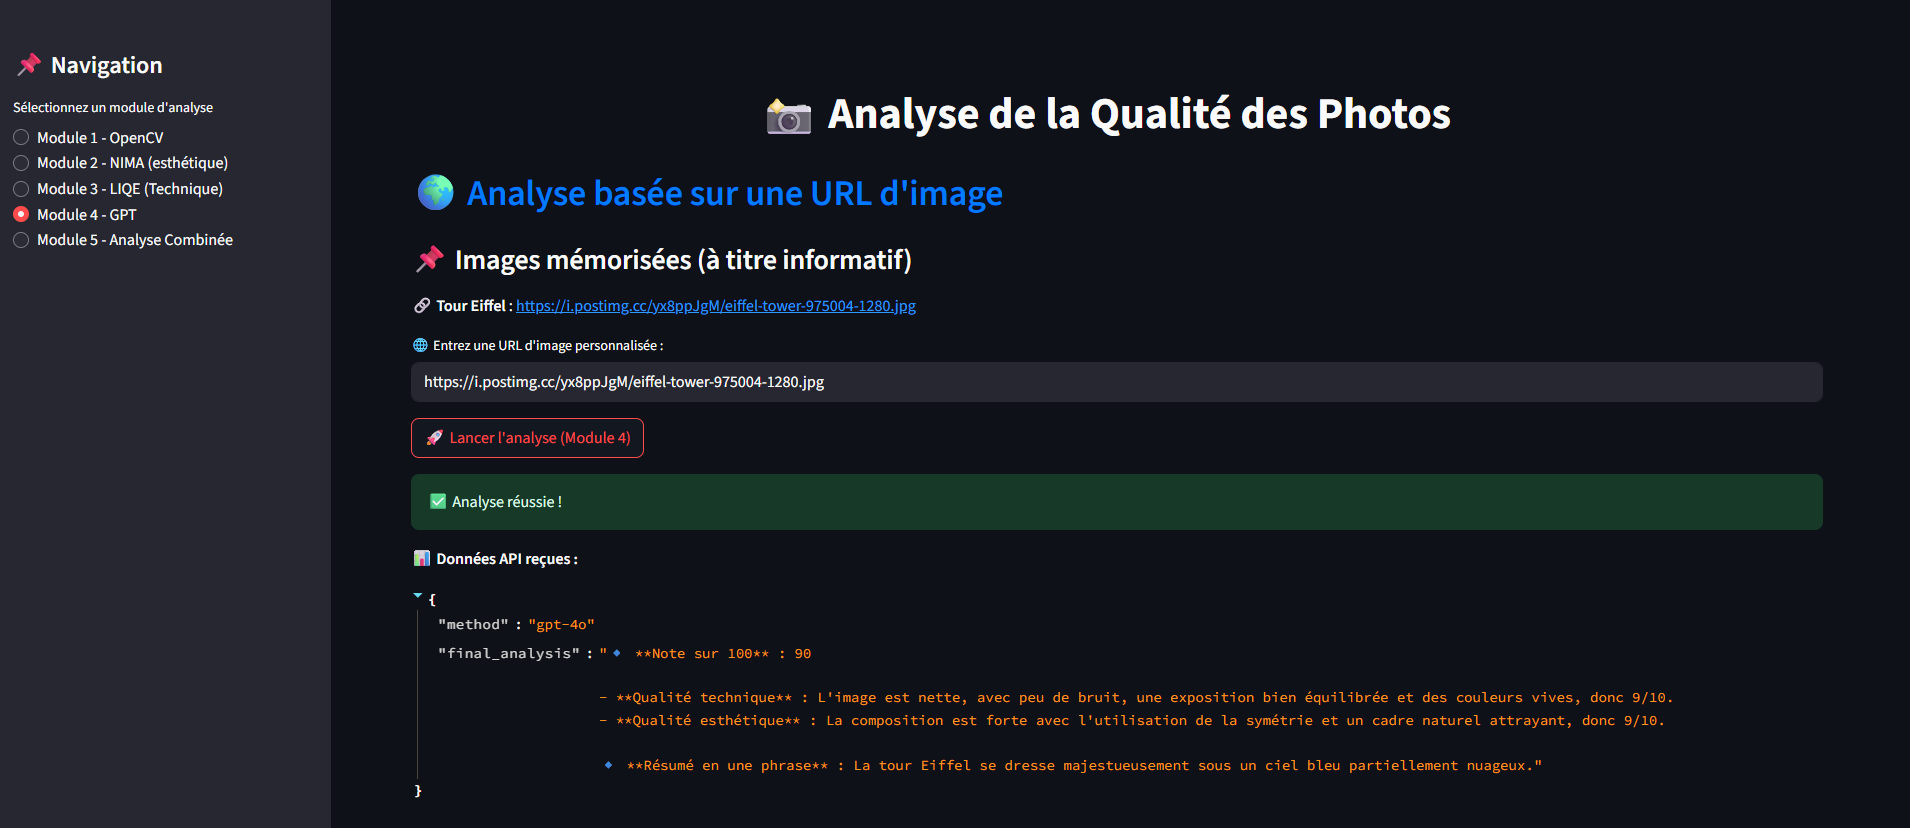 📌 Navigation
Sélectionnez un module d'analyse
Module 1 - OpenCV
Module 2 - NIMA (esthétique)
Module 3 - LIQE (Technique)
Module 4 - GPT
Module 5 - Analyse Combinée
📸 Analyse de la Qualité des Photos
🌍 Analyse basée sur une URL d'image
📌 Images mémorisées (à titre informatif)
🔗 Tour Eiffel : https://i.postimg.cc/yx8ppJgM/eiffel-tower-975004-1280.jpg
🌐 Entrez une URL d'image personnalisée :
https://i.postimg.cc/yx8ppJgM/eiffel-tower-975004-1280.jpg
🚀 Lancer l'analyse (Module 4)
✅ Analyse réussie !
📊 Données API reçues :
{
"method" : "gpt-4o"
"final_analysis" : "🔹 **Note sur 100** : 90
- **Qualité technique** : L'image est nette, avec peu de bruit, une exposition bien équilibrée et des couleurs vives, donc 9/10.
- **Qualité esthétique** : La composition est forte avec l'utilisation de la symétrie et un cadre naturel attrayant, donc 9/10.
🔹 **Résumé en une phrase** : La tour Eiffel se dresse majestueusement sous un ciel bleu partiellement nuageux."
}